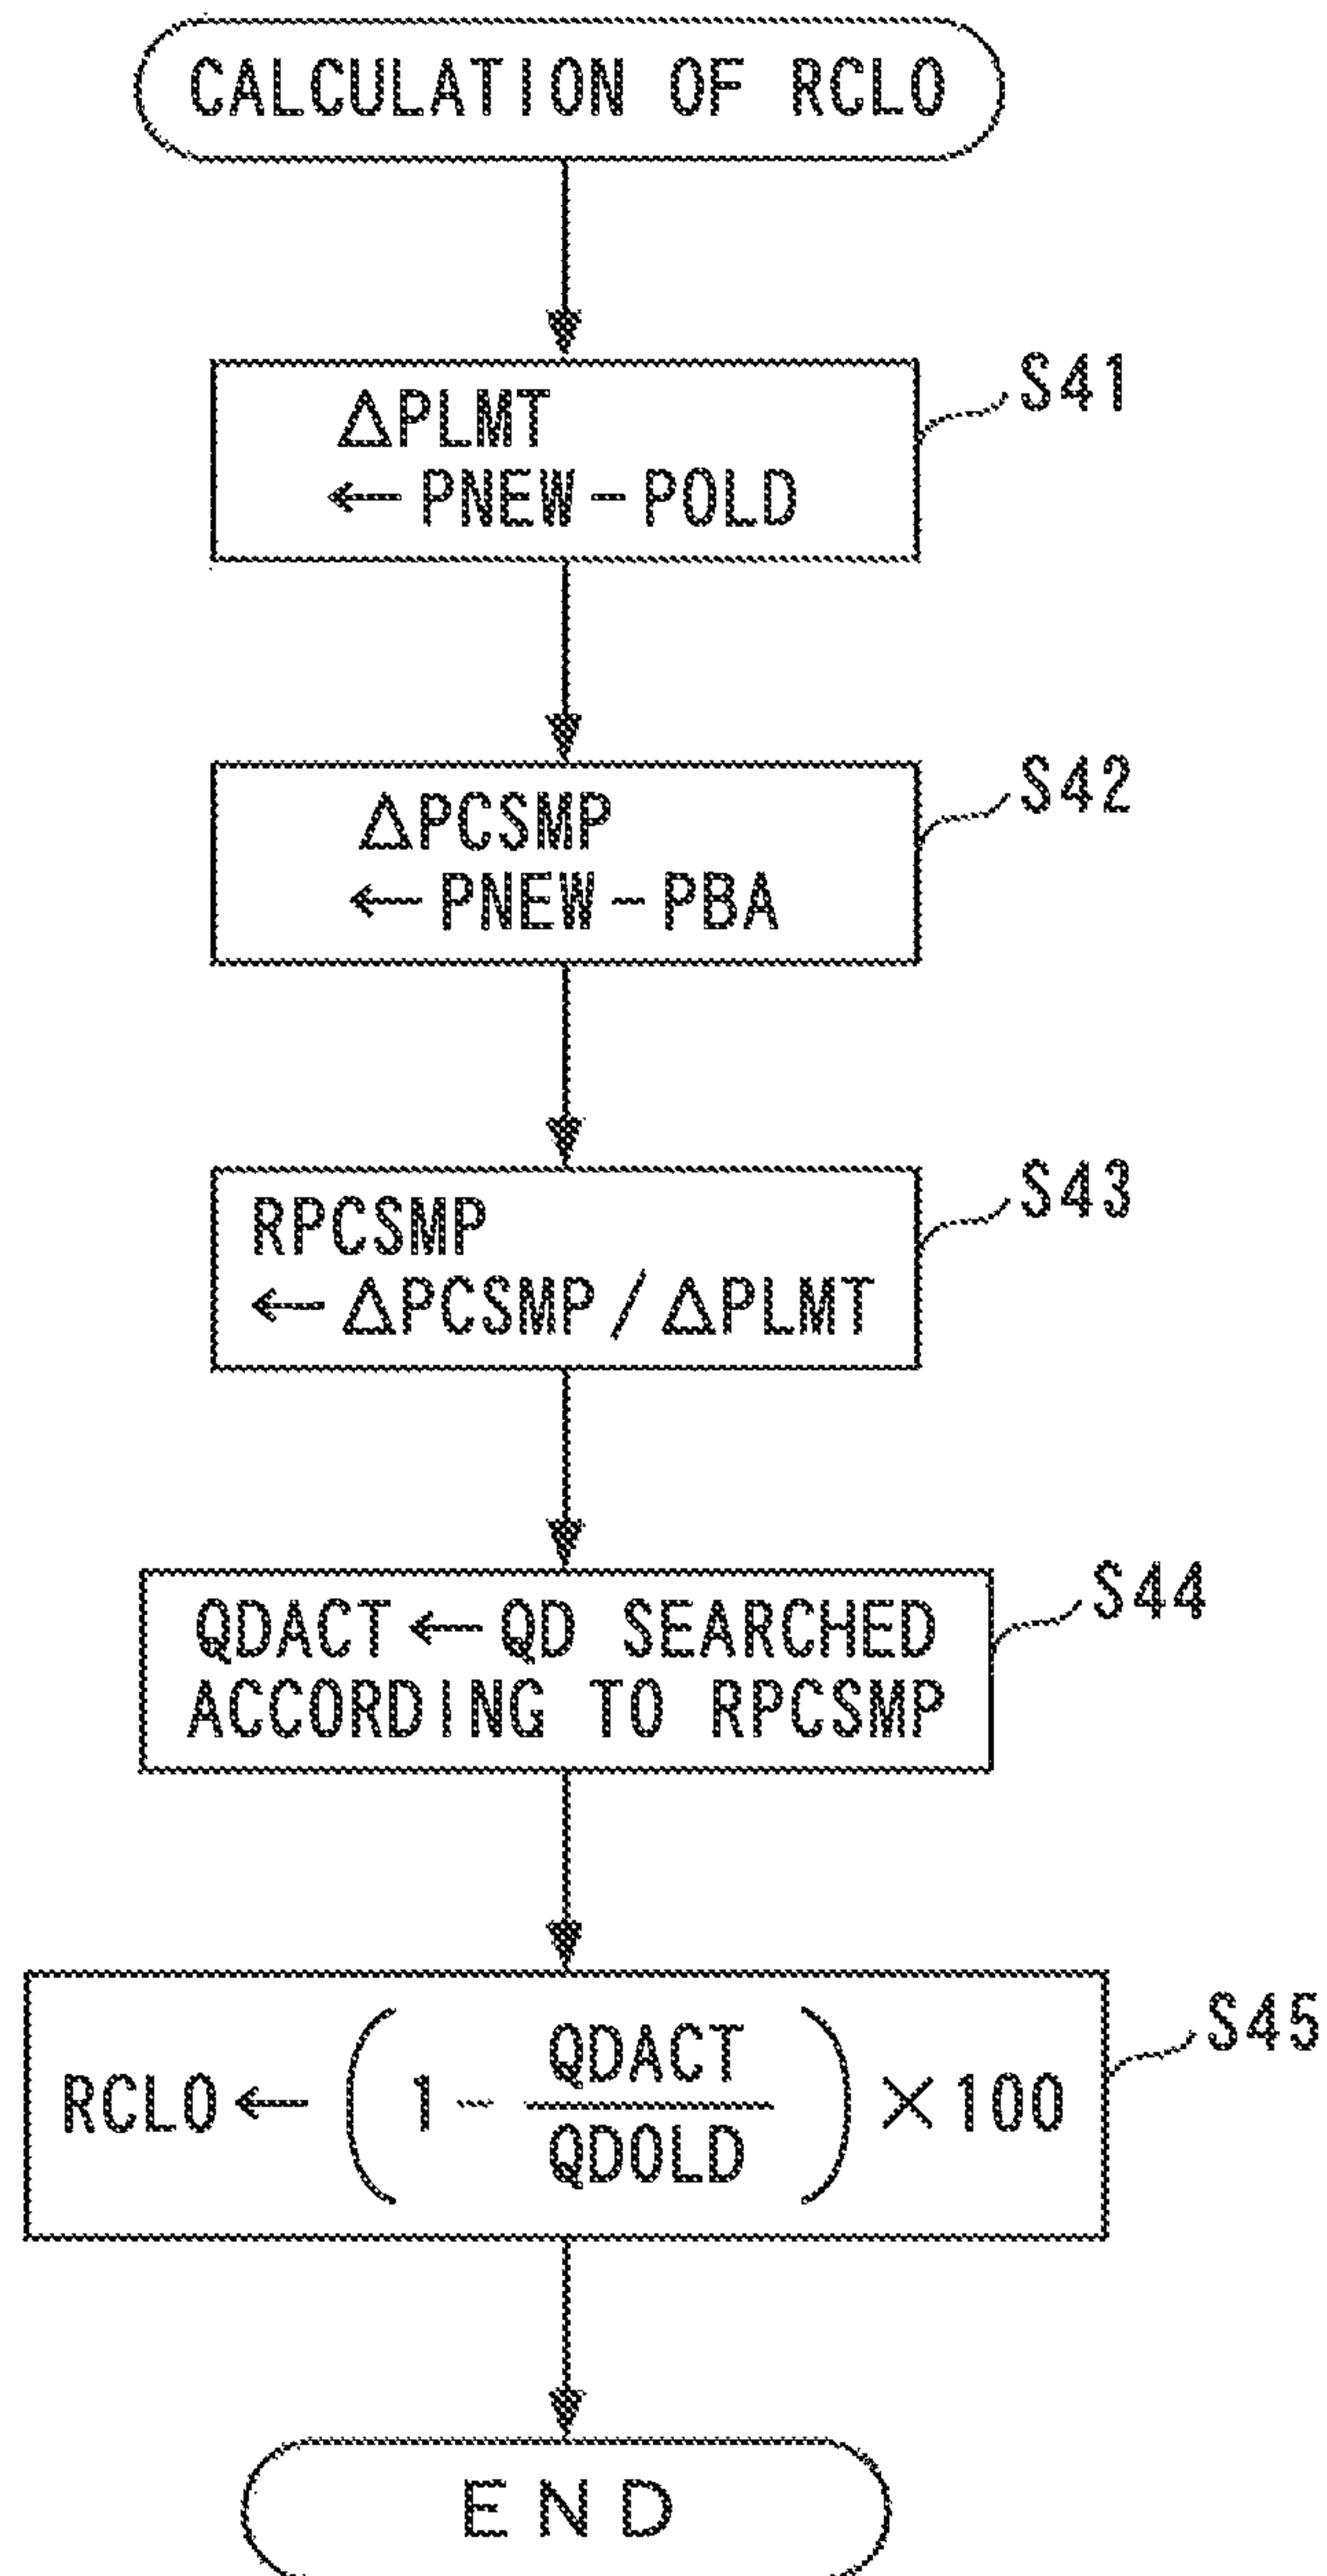 CALCULATION OF RCLO
ΔPLMT
←PNEW-POLD
S41
ΔPCSMP
←PNEW-PBA
S42
RPCSMP
←ΔPCSMP/ΔPLMT
S43
QDACT←QD SEARCHED
ACCORDING TO RPCSMP
S44
RCLO←(1-QDACT/QDOLD)×100
S45
END